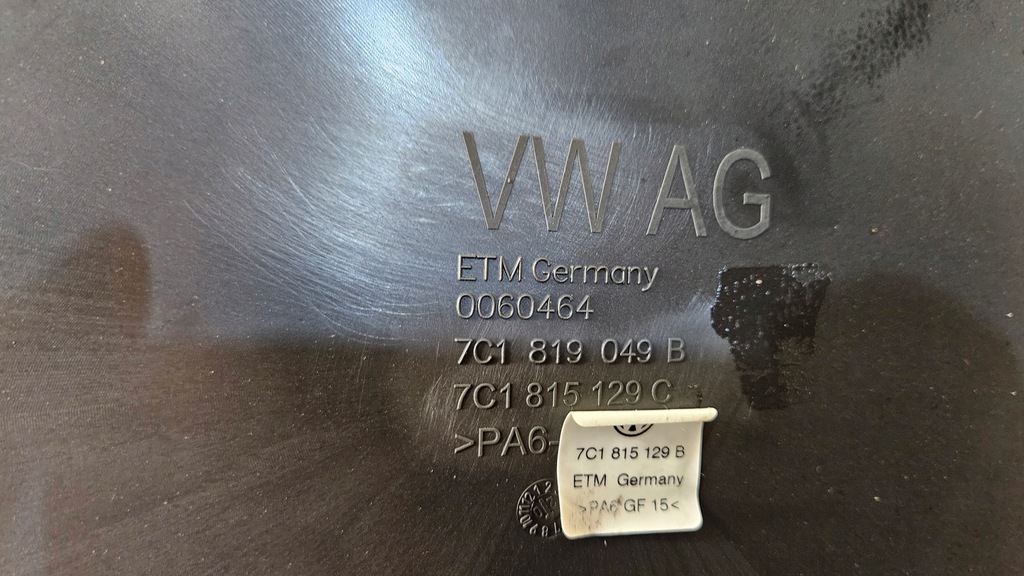 VW AG
ETM Germany
0060464
7C1 819 049 B
7C1 815 129 C
>PA6-
7C1 815 129 B
ETM Germany
>PA6 GF 15<